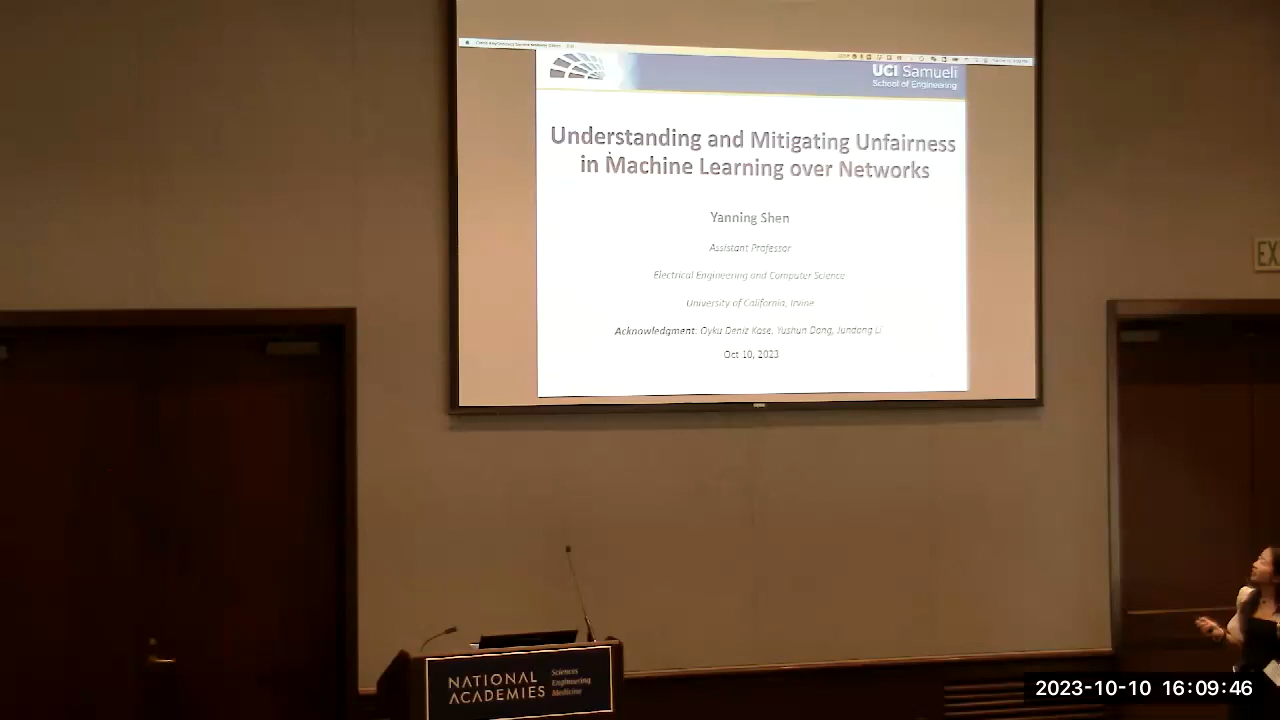 UCI Samueli
School of Engineering
Understanding and Mitigating Unfairness
in Machine Learning over Networks
Yanning Shen
Assistant Professor
Electrical Engineering and Computer Science
University of California, Irvine
Acknowledgment: Oyku Deniz Kose, Yushun Dong, Jundong Li
Oct 10, 2023
EX
NATIONAL
ACADEMIES
Sciences
Engineering
Medicine
2023-10-10 16:09:46